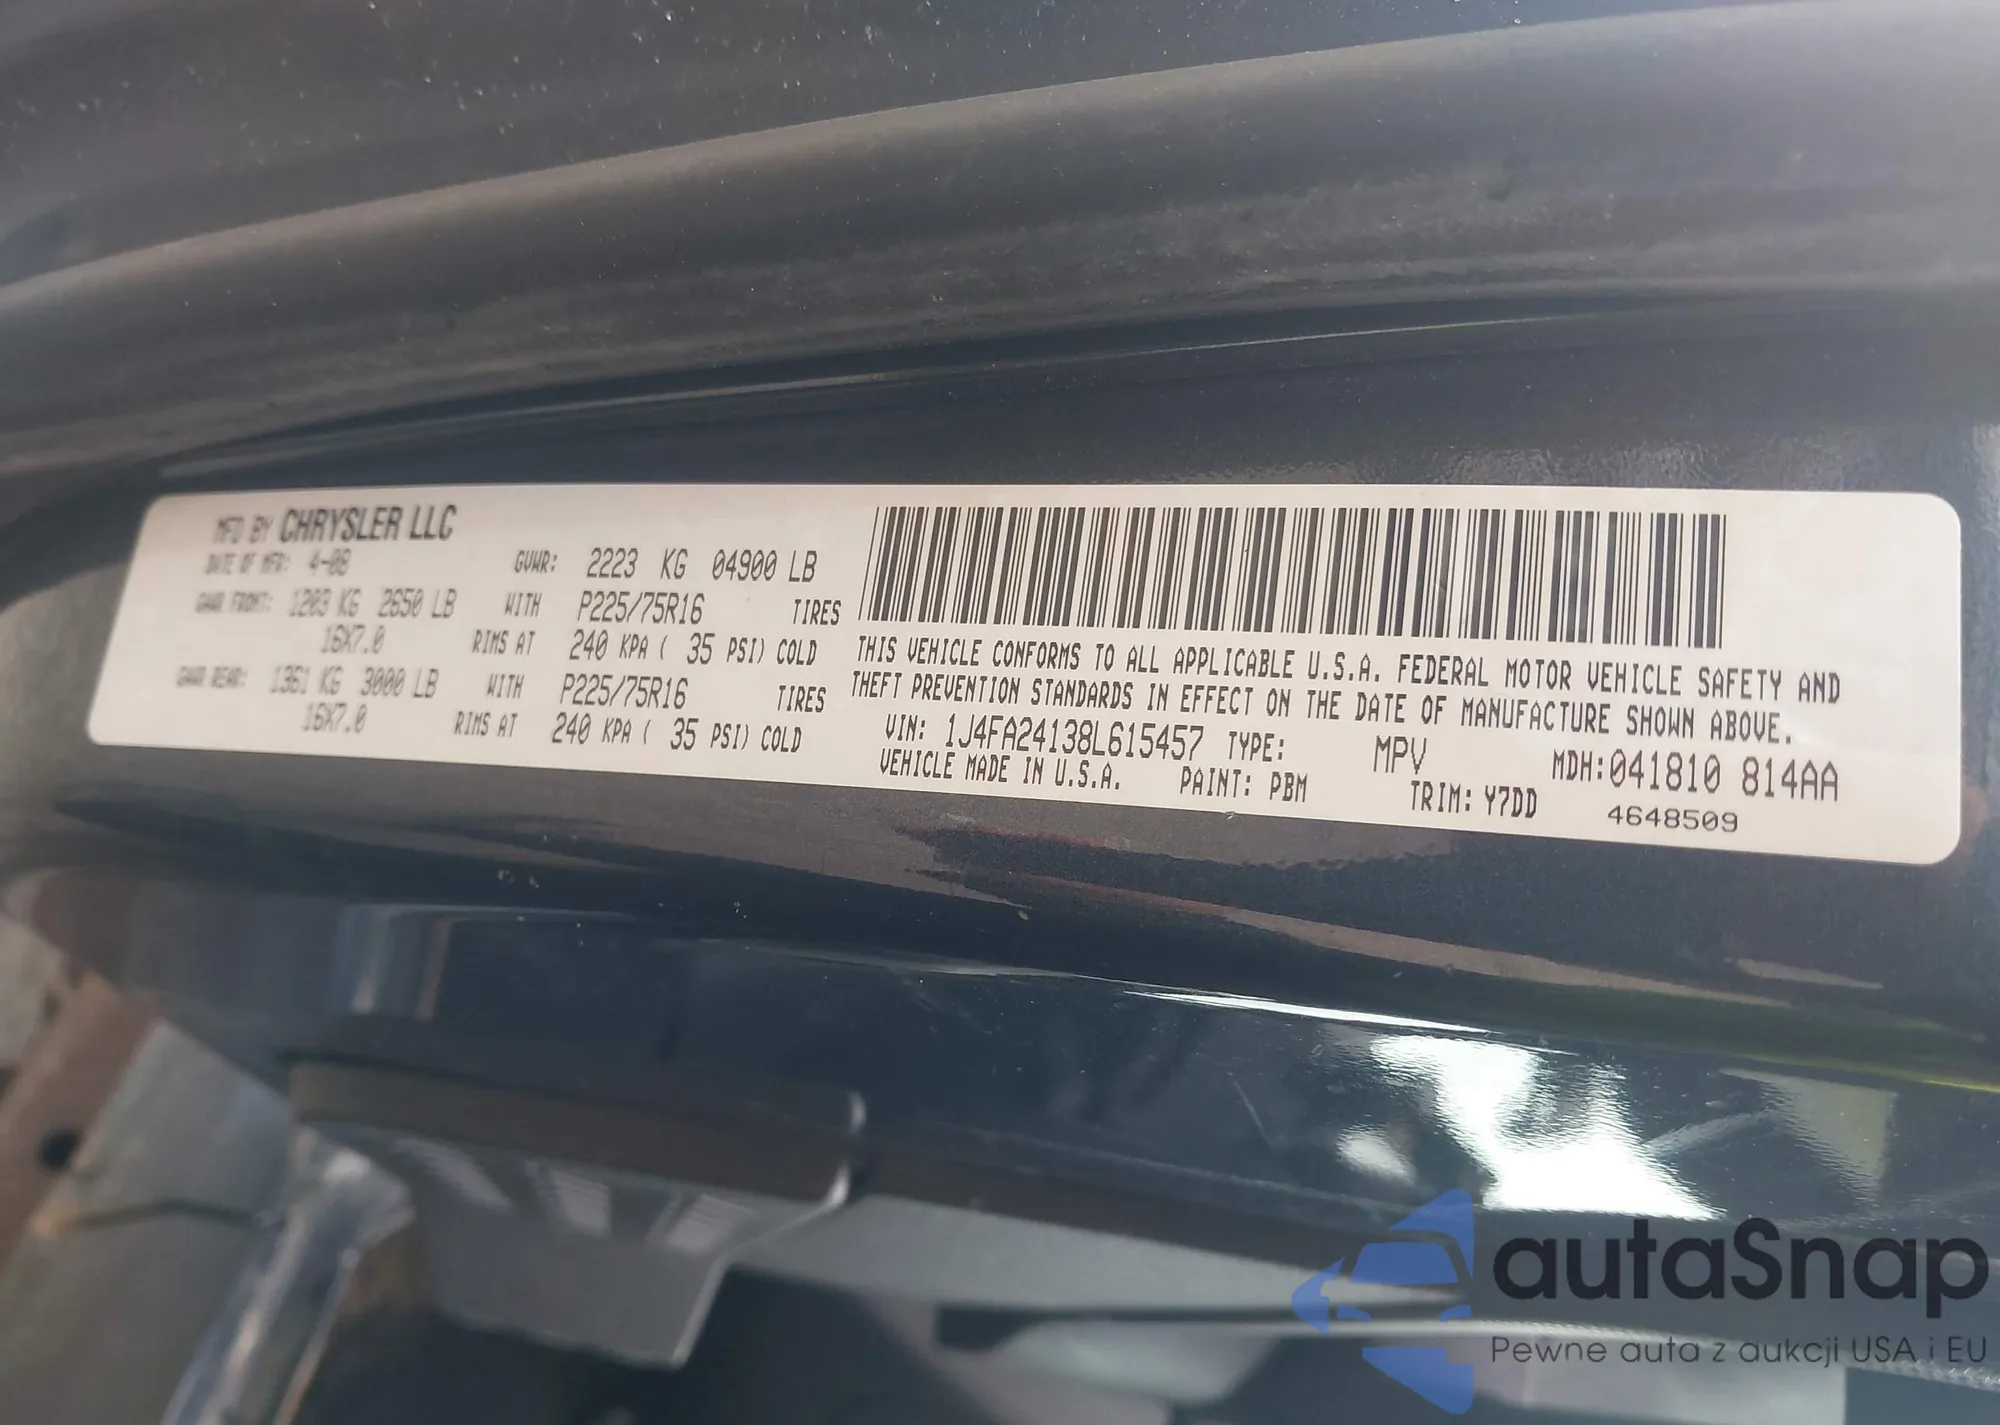 MFD BY CHRYSLER LLC
DATE OF MFR: 4-08 GVWR: 2223 KG 04900 LB
GAWR FRONT: 1203 KG 2650 LB WITH P225/75R16 TIRES
16X7.0 RIMS AT 240 KPA ( 35 PSI) COLD
GAWR REAR: 1361 KG 3000 LB WITH P225/75R16 TIRES
16X7.0 RIMS AT 240 KPA ( 35 PSI) COLD
THIS VEHICLE CONFORMS TO ALL APPLICABLE U.S.A. FEDERAL MOTOR VEHICLE SAFETY AND
THEFT PREVENTION STANDARDS IN EFFECT ON THE DATE OF MANUFACTURE SHOWN ABOVE.
VIN: 1J4FA24138L615457 TYPE: MPV MDH:041810 814AA
VEHICLE MADE IN U.S.A. PAINT: PBM TRIM: Y7DD 4648509
autaSnap
Pewne auta z aukcji USA i EU